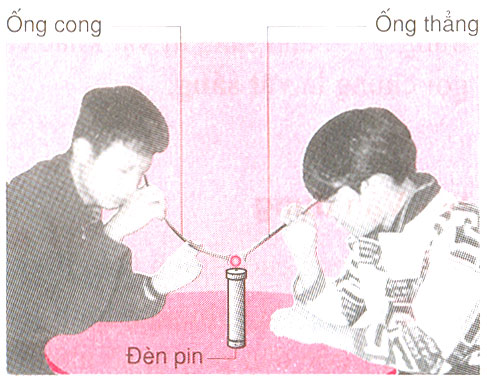 Ống cong
Ống thẳng
Đèn pin